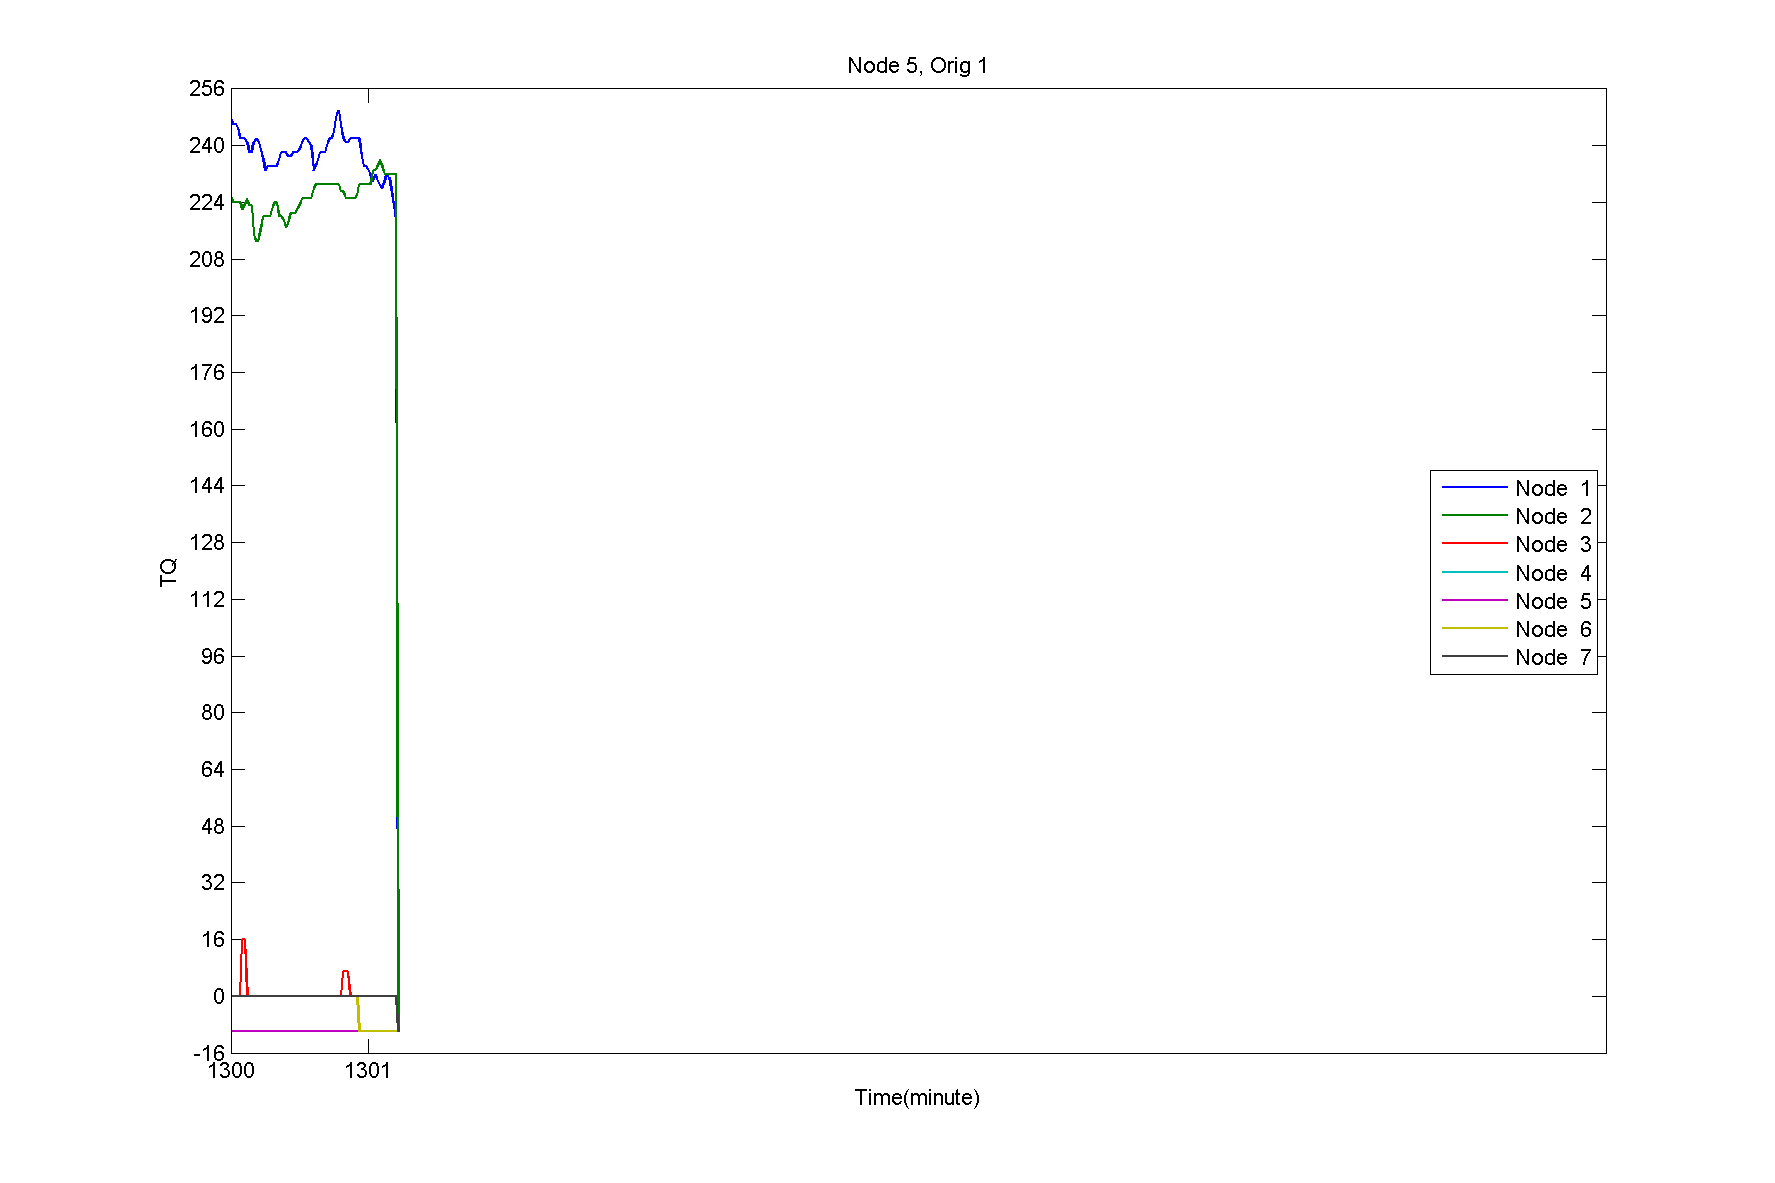 Node 5, Orig 1
256
240
224
208
192
176
160
144
128
112
96
80
64
48
32
16
0
-16
TQ
Node 1
Node 2
Node 3
Node 4
Node 5
Node 6
Node 7
1300 1301
Time(minute)